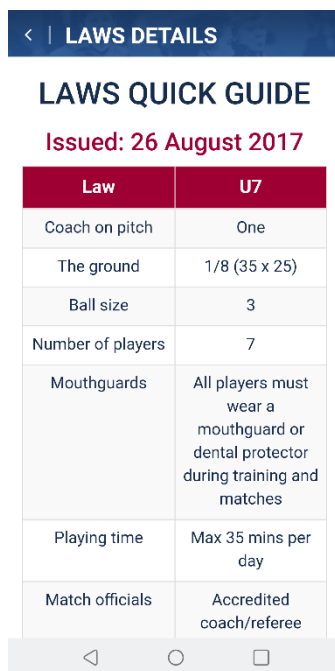 < | LAWS DETAILS
LAWS QUICK GUIDE
Issued: 26 August 2017
Law U7
Coach on pitch One
The ground 1/8 (35 x 25)
Ball size 3
Number of players 7
Mouthguards All players must
wear a
mouthguard or
dental protector
during training and
matches
Playing time Max 35 mins per
day
Match officials Accredited
coach/referee